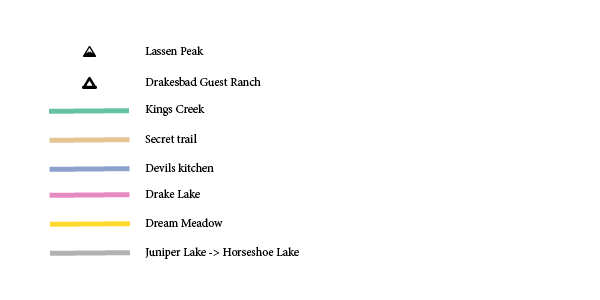 Lassen Peak
Drakesbad Guest Ranch
Kings Creek
Secret trail
Devils kitchen
Drake Lake
Dream Meadow
Juniper Lake -> Horseshoe Lake